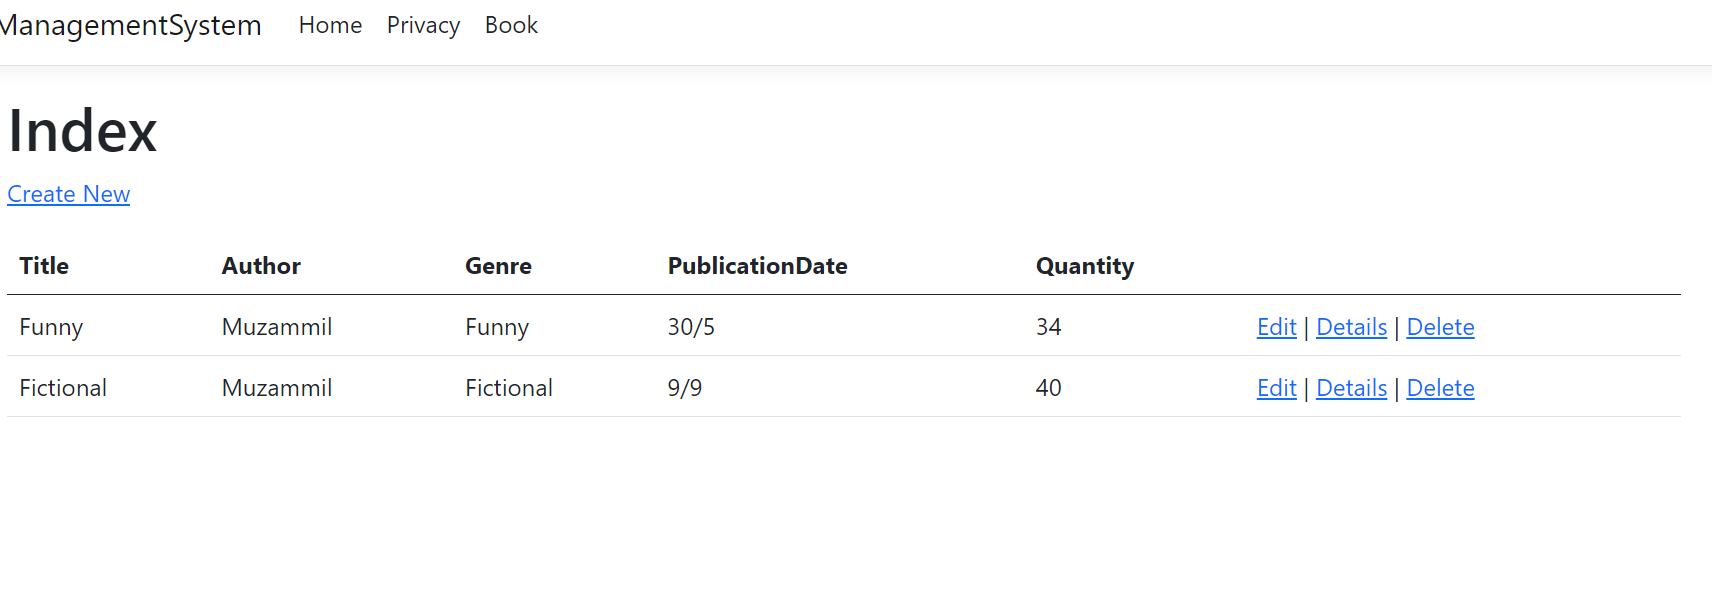 ManagementSystem Home Privacy Book
Index
Create New
Title Author Genre PublicationDate Quantity
Funny Muzammil Funny 30/5 34 Edit | Details | Delete
Fictional Muzammil Fictional 9/9 40 Edit | Details | Delete